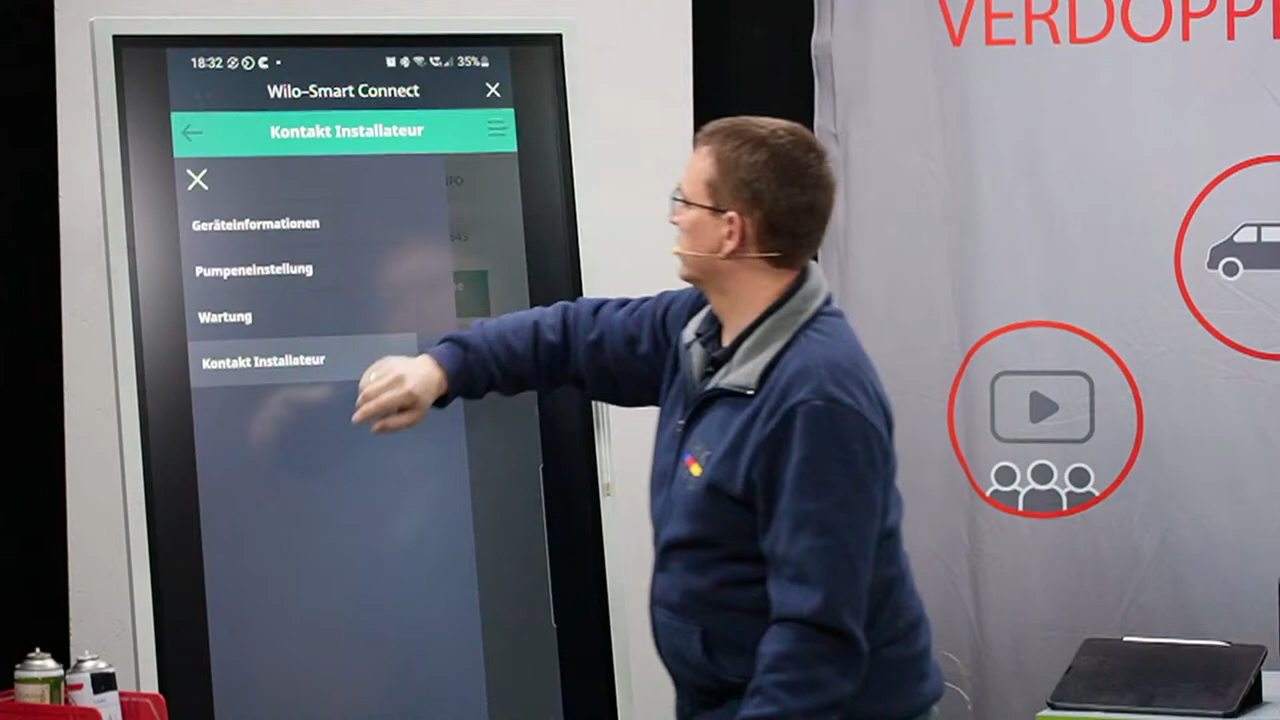 VERDOPP
18:32
35%
Wilo-Smart Connect
Kontakt Installateur
Geräteinformationen
Pumpeneinstellung
Wartung
Kontakt Installateur